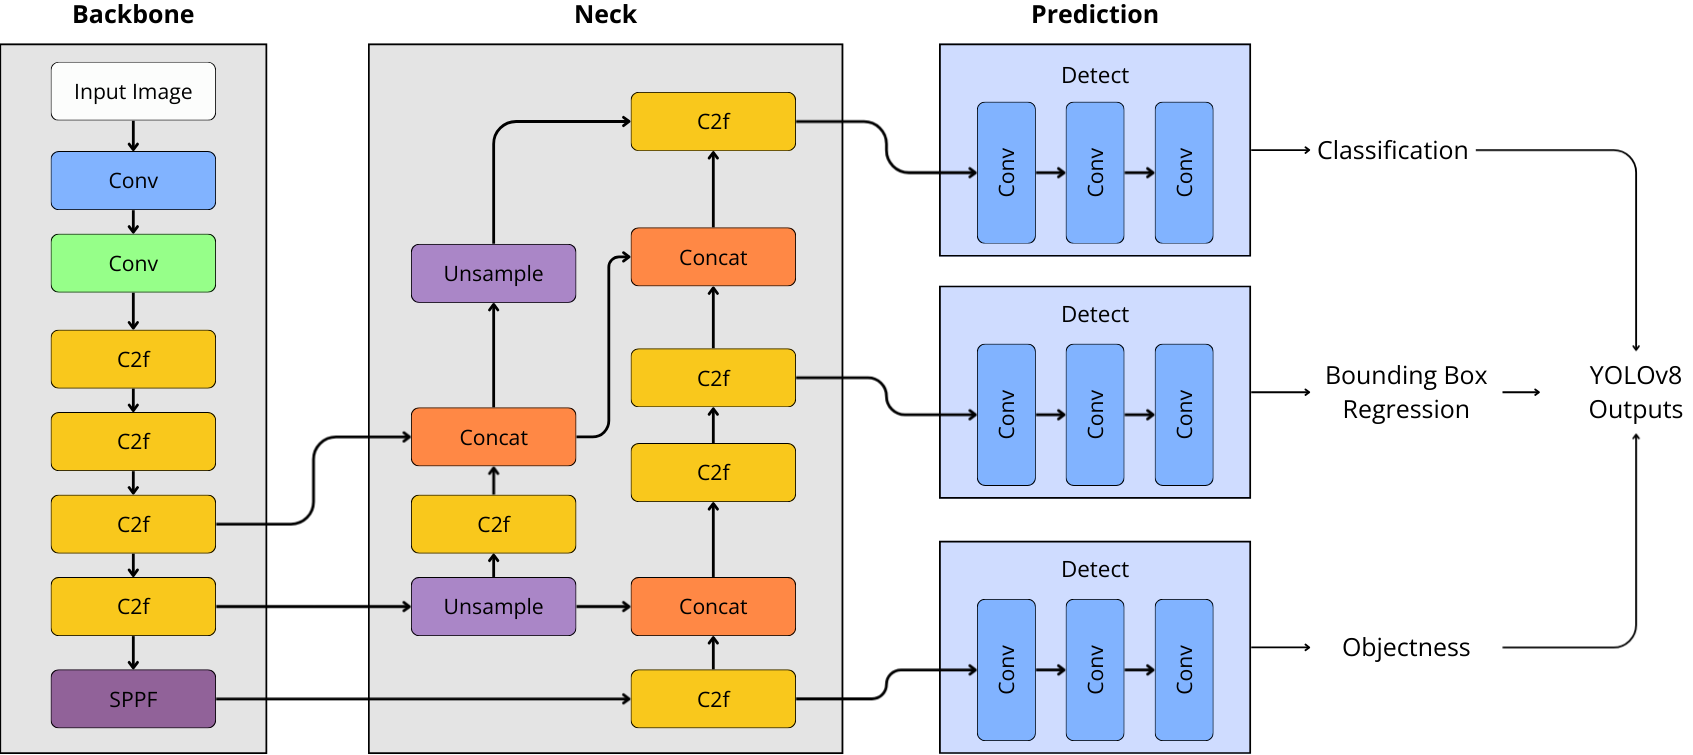 Backbone
Input Image
Conv
Conv
C2f
C2f
C2f
C2f
SPPF
Neck
Unsample
Concat
C2f
Unsample
C2f
Concat
C2f
C2f
Concat
C2f
Prediction
Detect
Conv
Conv
Conv
Detect
Conv
Conv
Conv
Detect
Conv
Conv
Conv
Classification
Bounding Box
Regression
Objectness
YOLOv8
Outputs